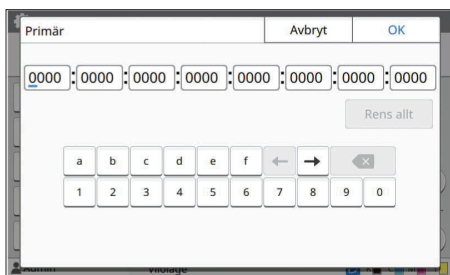 Primär Avbryt OK
0000:0000:0000:0000:0000:0000:0000:0000
Rens allt
a b c d e f ← →
1 2 3 4 5 6 7 8 9 0
Admin Viloläge